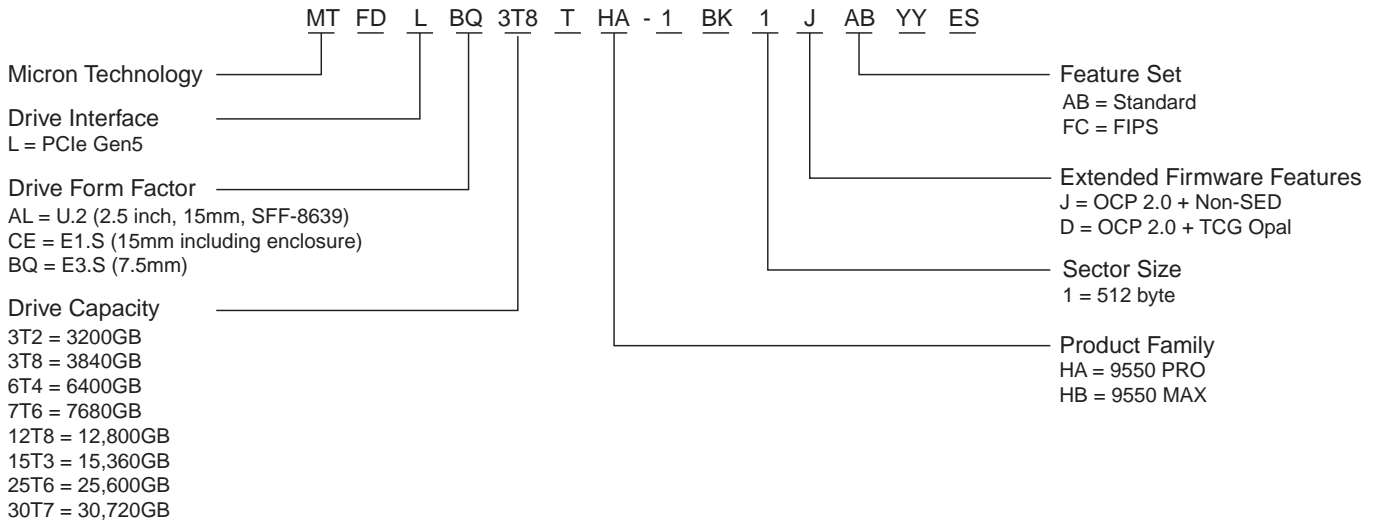 MT FD L BQ 3T8 T HA - 1 BK 1 J AB YY ES
Micron Technology
Drive Interface
L = PCIe Gen5
Drive Form Factor
AL = U.2 (2.5 inch, 15mm, SFF-8639)
CE = E1.S (15mm including enclosure)
BQ = E3.S (7.5mm)
Drive Capacity
3T2 = 3200GB
3T8 = 3840GB
6T4 = 6400GB
7T6 = 7680GB
12T8 = 12,800GB
15T3 = 15,360GB
25T6 = 25,600GB
30T7 = 30,720GB
Feature Set
AB = Standard
FC = FIPS
Extended Firmware Features
J = OCP 2.0 + Non-SED
D = OCP 2.0 + TCG Opal
Sector Size
1 = 512 byte
Product Family
HA = 9550 PRO
HB = 9550 MAX